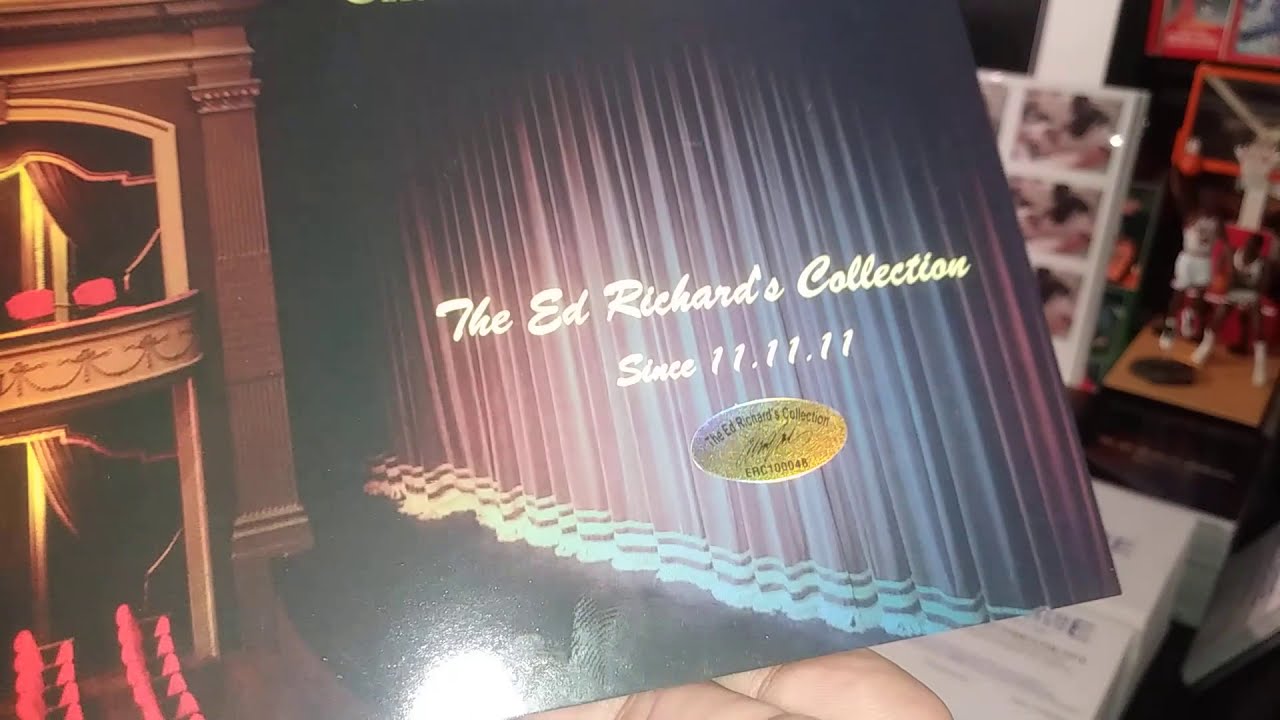 The Ed Richard's Collection
Since 11.11.11
The Ed Richard's Collection
ERC100048